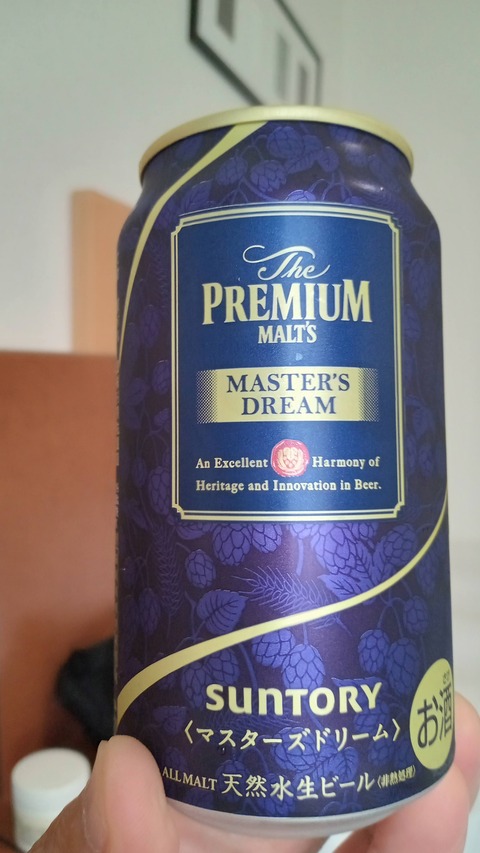 The
PREMIUM
MALT'S
MASTER'S
DREAM
An Excellent Harmony of
Heritage and Innovation in Beer.
SUNTORY
〈マスターズドリーム〉
お酒
ALL MALT 天然水生ビール〈非熱処理〉